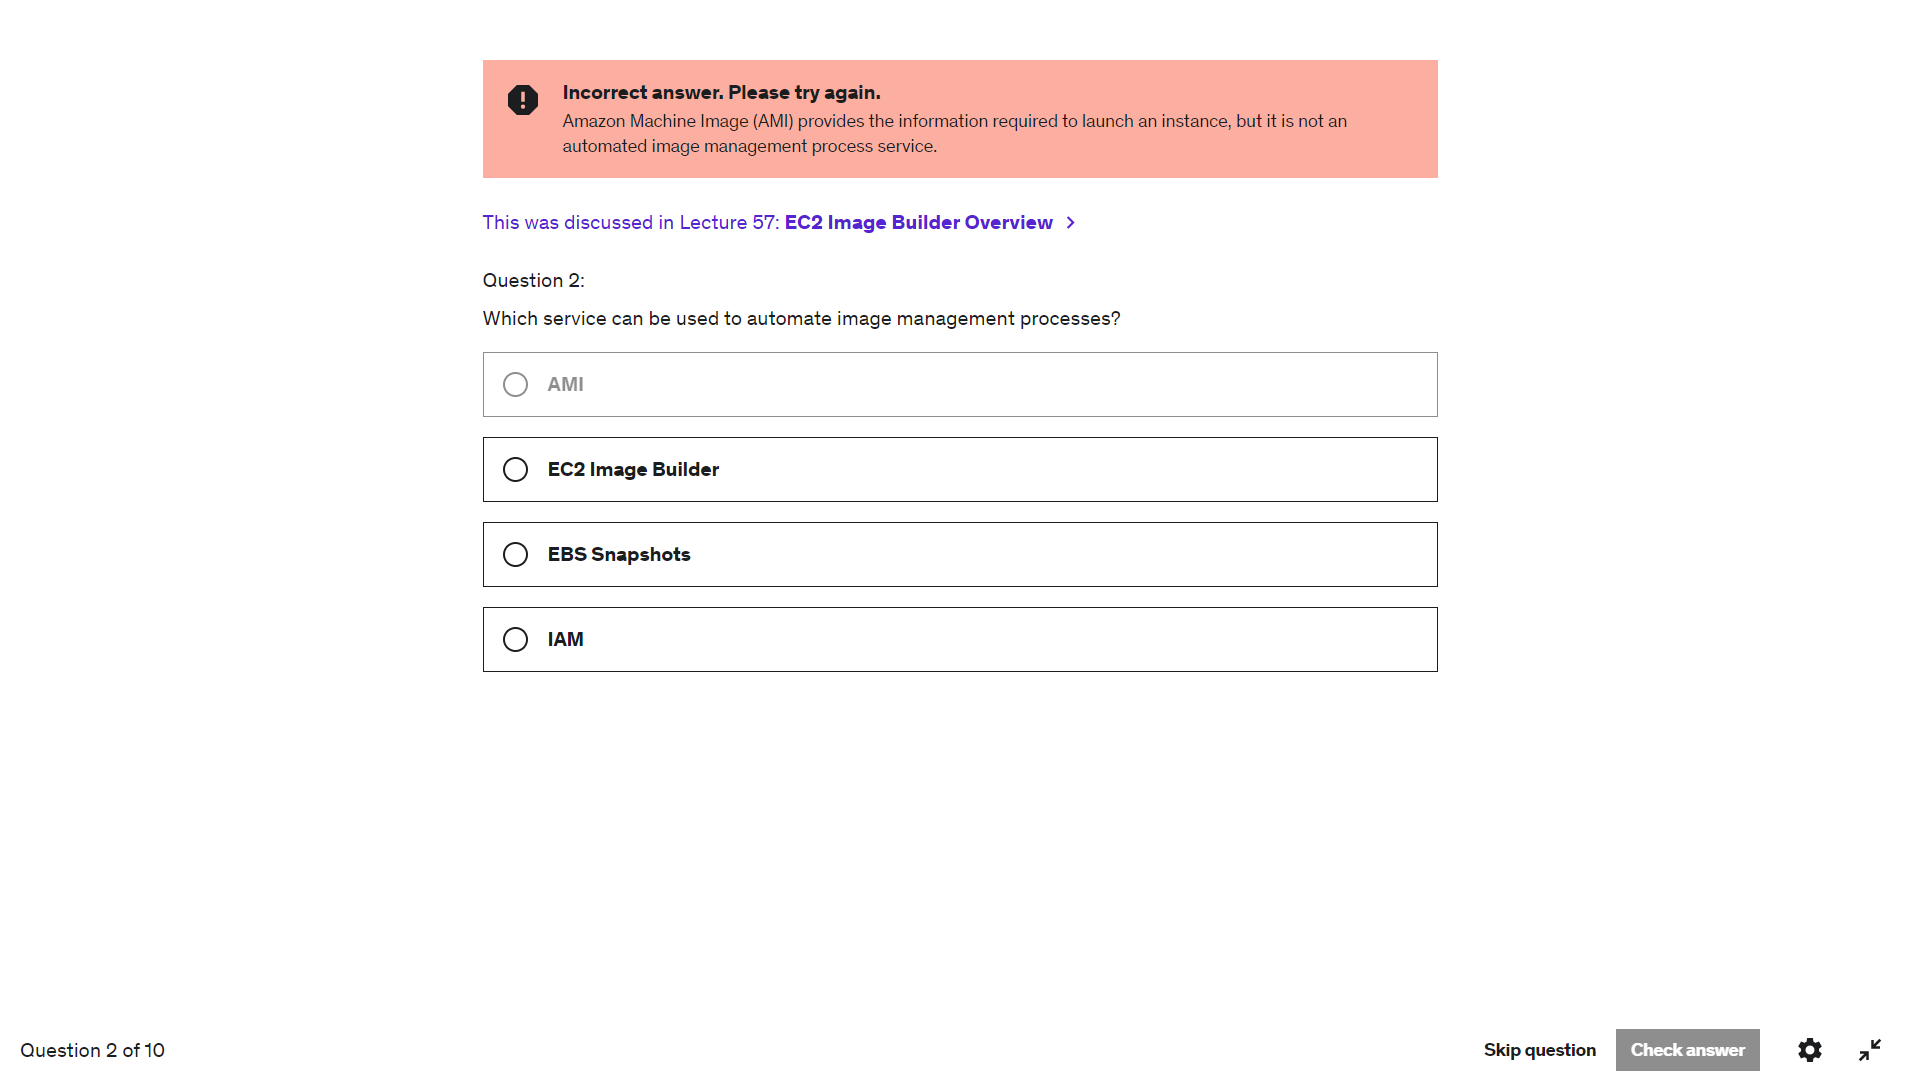 Incorrect answer. Please try again.
Amazon Machine Image (AMI) provides the information required to launch an instance, but it is not an
automated image management process service.
This was discussed in Lecture 57: EC2 Image Builder Overview
Question 2:
Which service can be used to automate image management processes?
AMI
EC2 Image Builder
EBS Snapshots
IAM
Question 2 of 10
Skip question
Check answer